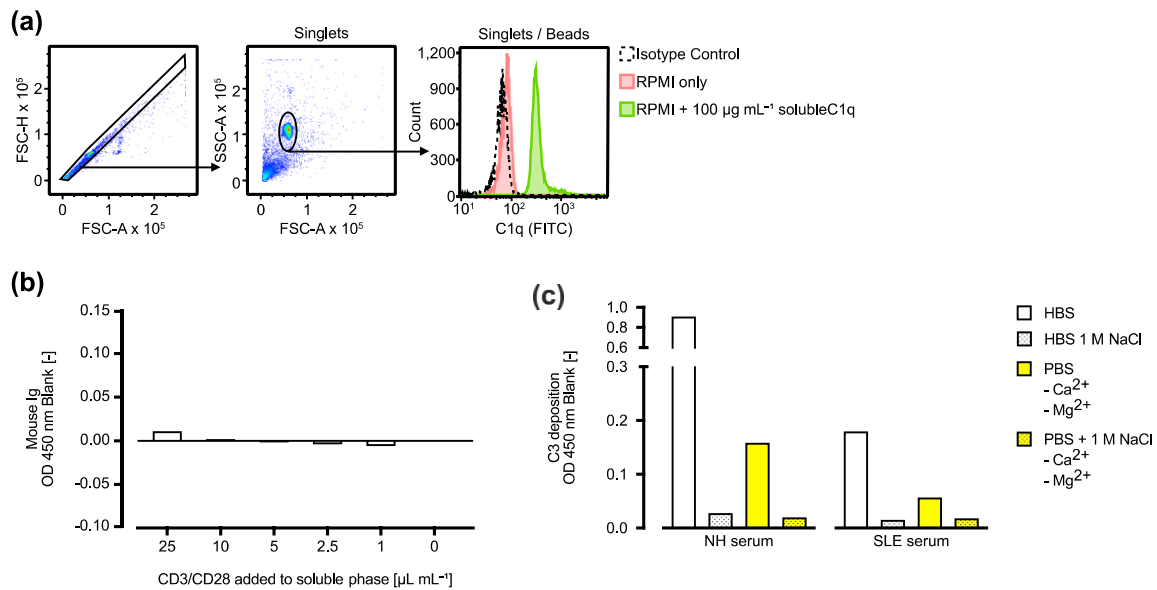 (a)
Singlets
Singlets / Beads
FSC-H x 10⁵
2
1
0
0
1
2
FSC-A x 10⁵
SSC-A x 10⁵
2
1
0
0
1
2
FSC-A x 10⁵
Count
1,200
900
600
300
0
10¹
10²
10³
C1q (FITC)
Isotype Control
RPMI only
RPMI + 100 µg mL⁻¹ solubleC1q
(b)
Mouse Ig
OD 450 nm Blank [-]
0.15
0.10
0.05
0.00
−0.05
−0.10
25
10
5
2.5
1
0
CD3/CD28 added to soluble phase [µL mL⁻¹]
(c)
C3 deposition
OD 450 nm Blank [-]
1.0
0.8
0.6
0.3
0.2
0.1
0.0
NH serum
SLE serum
HBS
HBS 1 M NaCl
PBS
- Ca²⁺
- Mg²⁺
PBS + 1 M NaCl
- Ca²⁺
- Mg²⁺